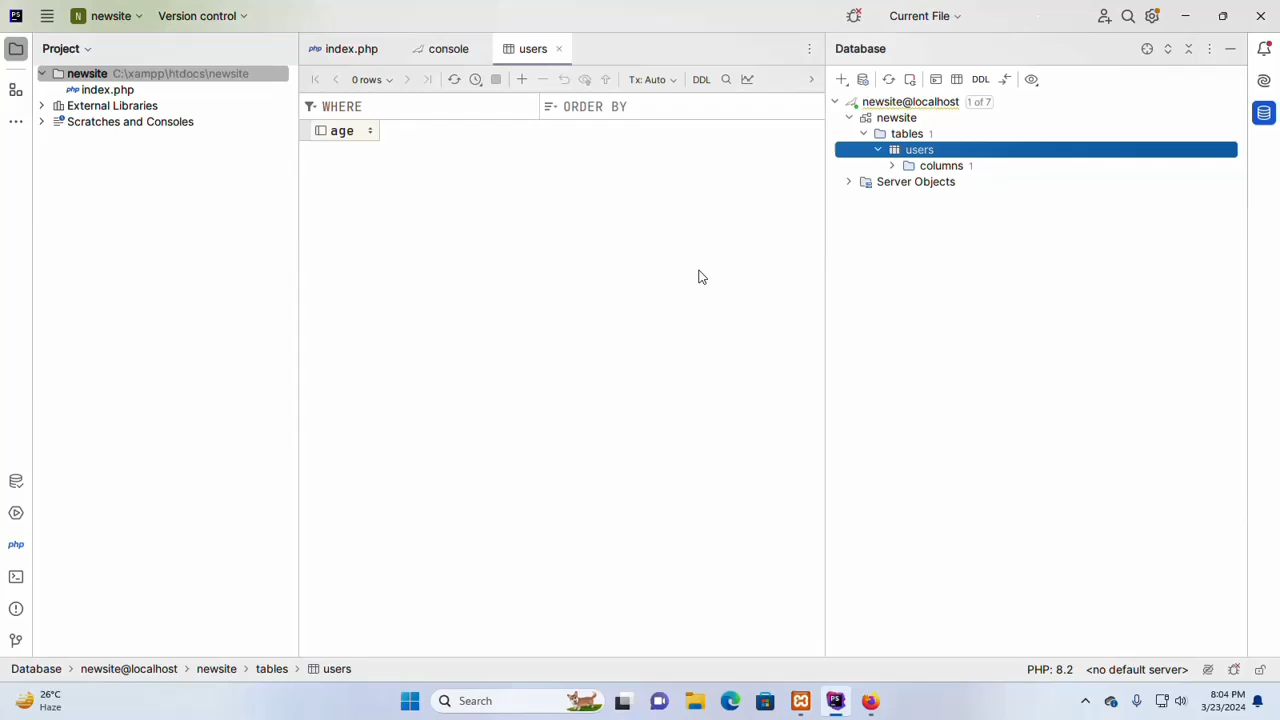 PS N newsite Version control Current File
Project index.php console users Database
0 rows Tx: Auto DDL DDL
newsite C:\xampp\htdocs\newsite
index.php
External Libraries
Scratches and Consoles
WHERE ORDER BY
age
newsite@localhost 1 of 7
newsite
tables 1
users
columns 1
Server Objects
php
Database newsite@localhost newsite tables users PHP: 8.2 <no default server>
26°C
Haze
Search
8:04 PM
3/23/2024